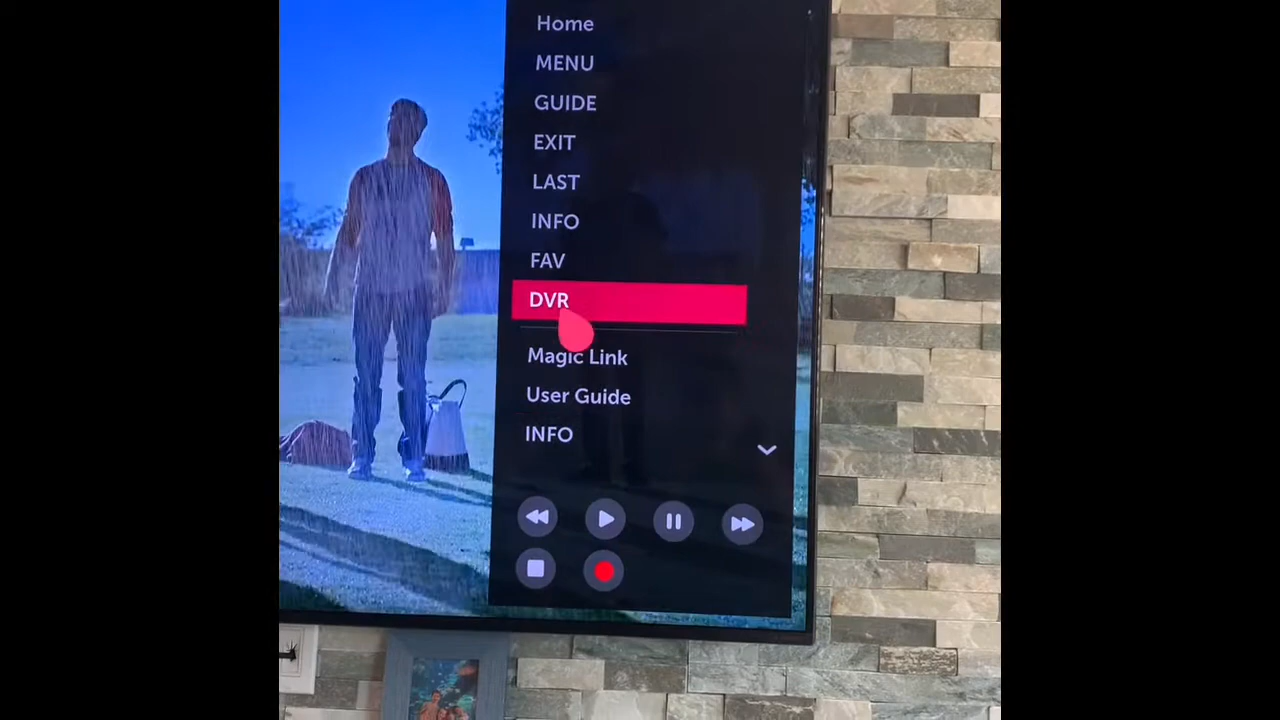 Home
MENU
GUIDE
EXIT
LAST
INFO
FAV
DVR
Magic Link
User Guide
INFO